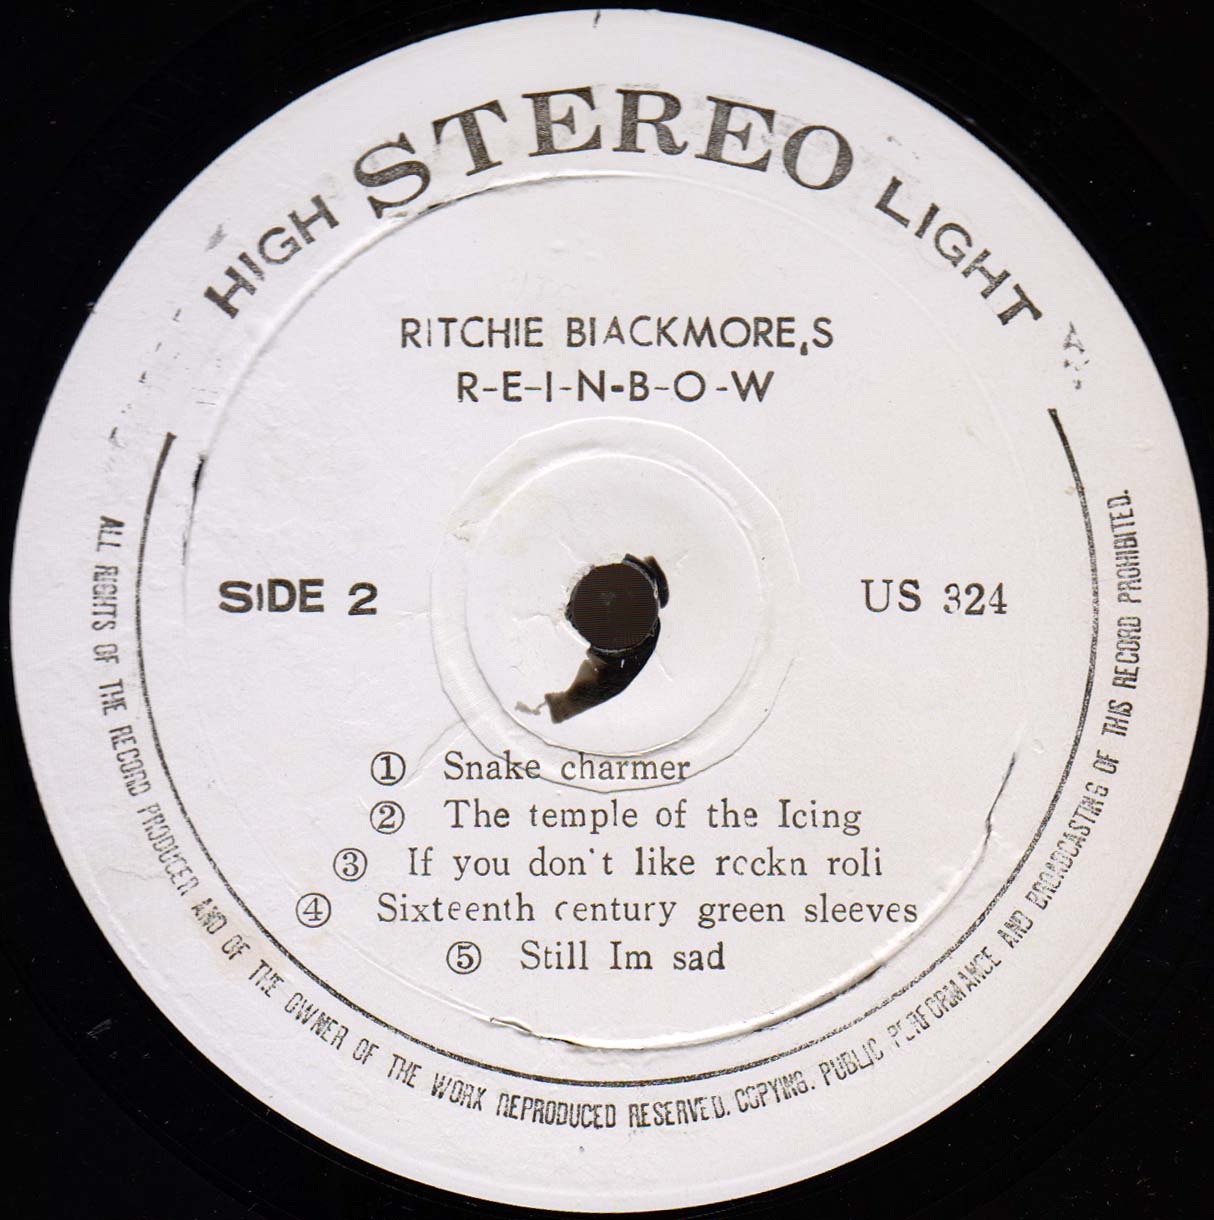 HIGH STEREO LIGHT
RITCHIE BIACKMORE,S
R-E-I-N-B-O-W
SIDE 2
US 324
① Snake charmer
② The temple of the Icing
③ If you don't like rcckn roli
④ Sixteenth century green sleeves
⑤ Still Im sad
ALL RIGHTS OF THE RECORD PRODUCER AND OF THE OWNER OF THE WORK REPRODUCED RESERVED. COPYING. PUBLIC PERFORMANCE AND BROADCASTING OF THIS RECORD PROHIBITED.